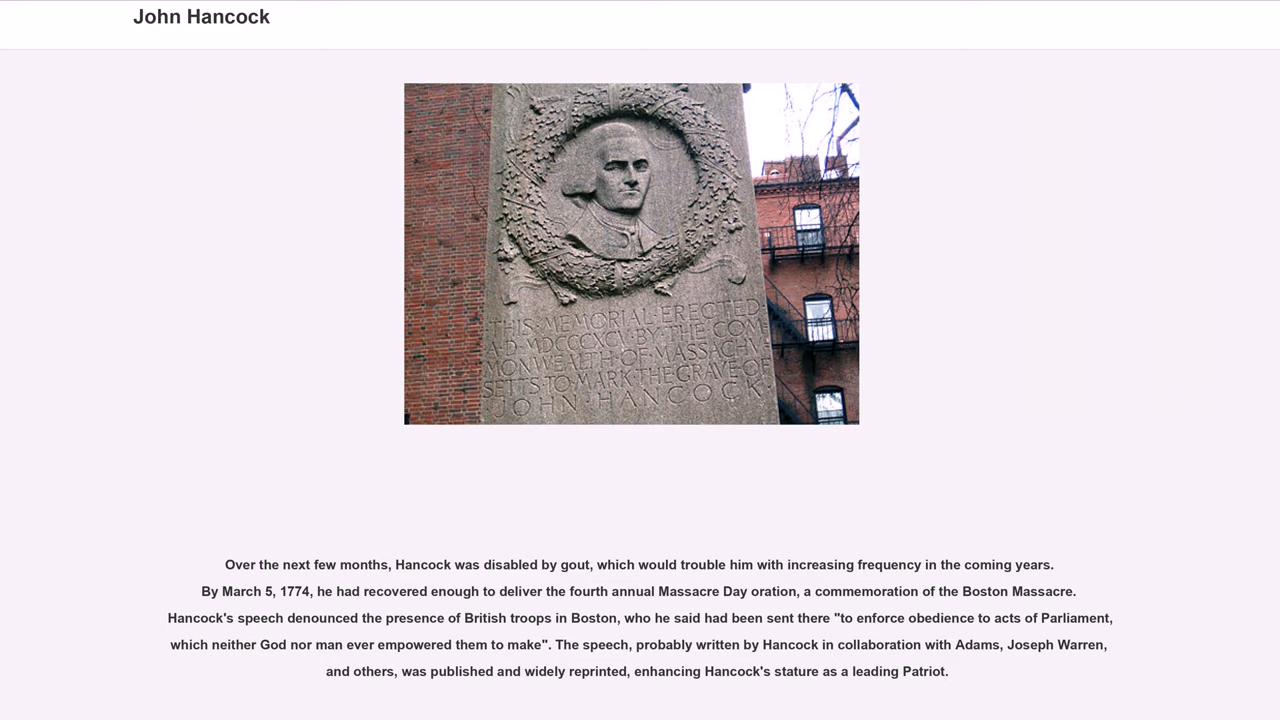 John Hancock
·THIS·MEMORIAL·ERECTED·
A·D·MDCCCXCV·BY·THE·COM
MONWEALTH·OF·MASSACHV
SETTS·TO·MARK·THE·GRAVE·OF
JOHN·HANCOCK·
Over the next few months, Hancock was disabled by gout, which would trouble him with increasing frequency in the coming years.
By March 5, 1774, he had recovered enough to deliver the fourth annual Massacre Day oration, a commemoration of the Boston Massacre.
Hancock's speech denounced the presence of British troops in Boston, who he said had been sent there "to enforce obedience to acts of Parliament,
which neither God nor man ever empowered them to make". The speech, probably written by Hancock in collaboration with Adams, Joseph Warren,
and others, was published and widely reprinted, enhancing Hancock's stature as a leading Patriot.